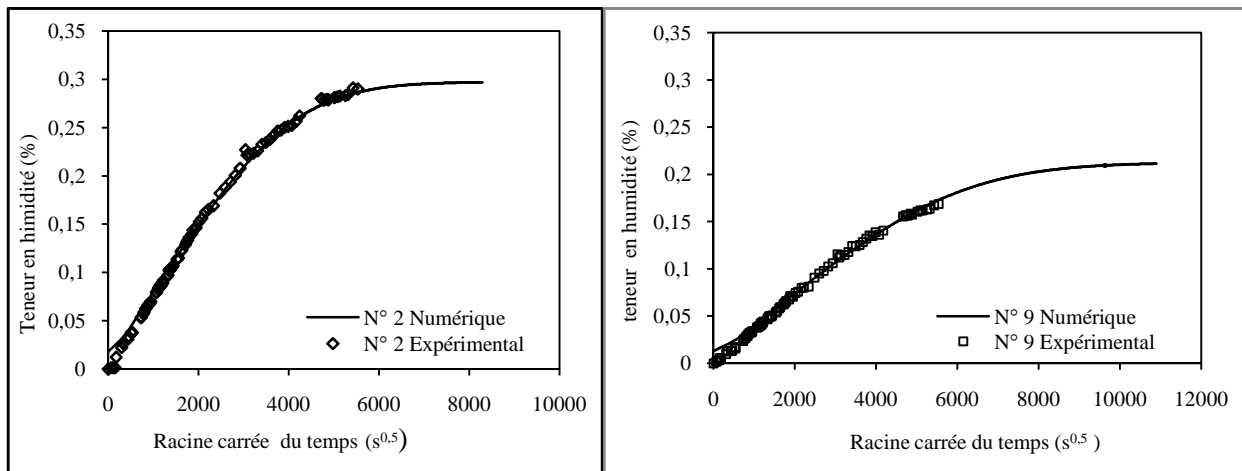 0,35
0,3
0,25
0,2
0,15
0,1
0,05
0
0 2000 4000 6000 8000 10000
Teneur en himidité (%)
Racine carrée du temps (s0,5)
N° 2 Numérique
N° 2 Expérimental
0,35
0,3
0,25
0,2
0,15
0,1
0,05
0
0 2000 4000 6000 8000 10000 12000
teneur en humidité (%)
Racine carrée du temps (s0,5 )
N° 9 Numérique
N° 9 Expérimental